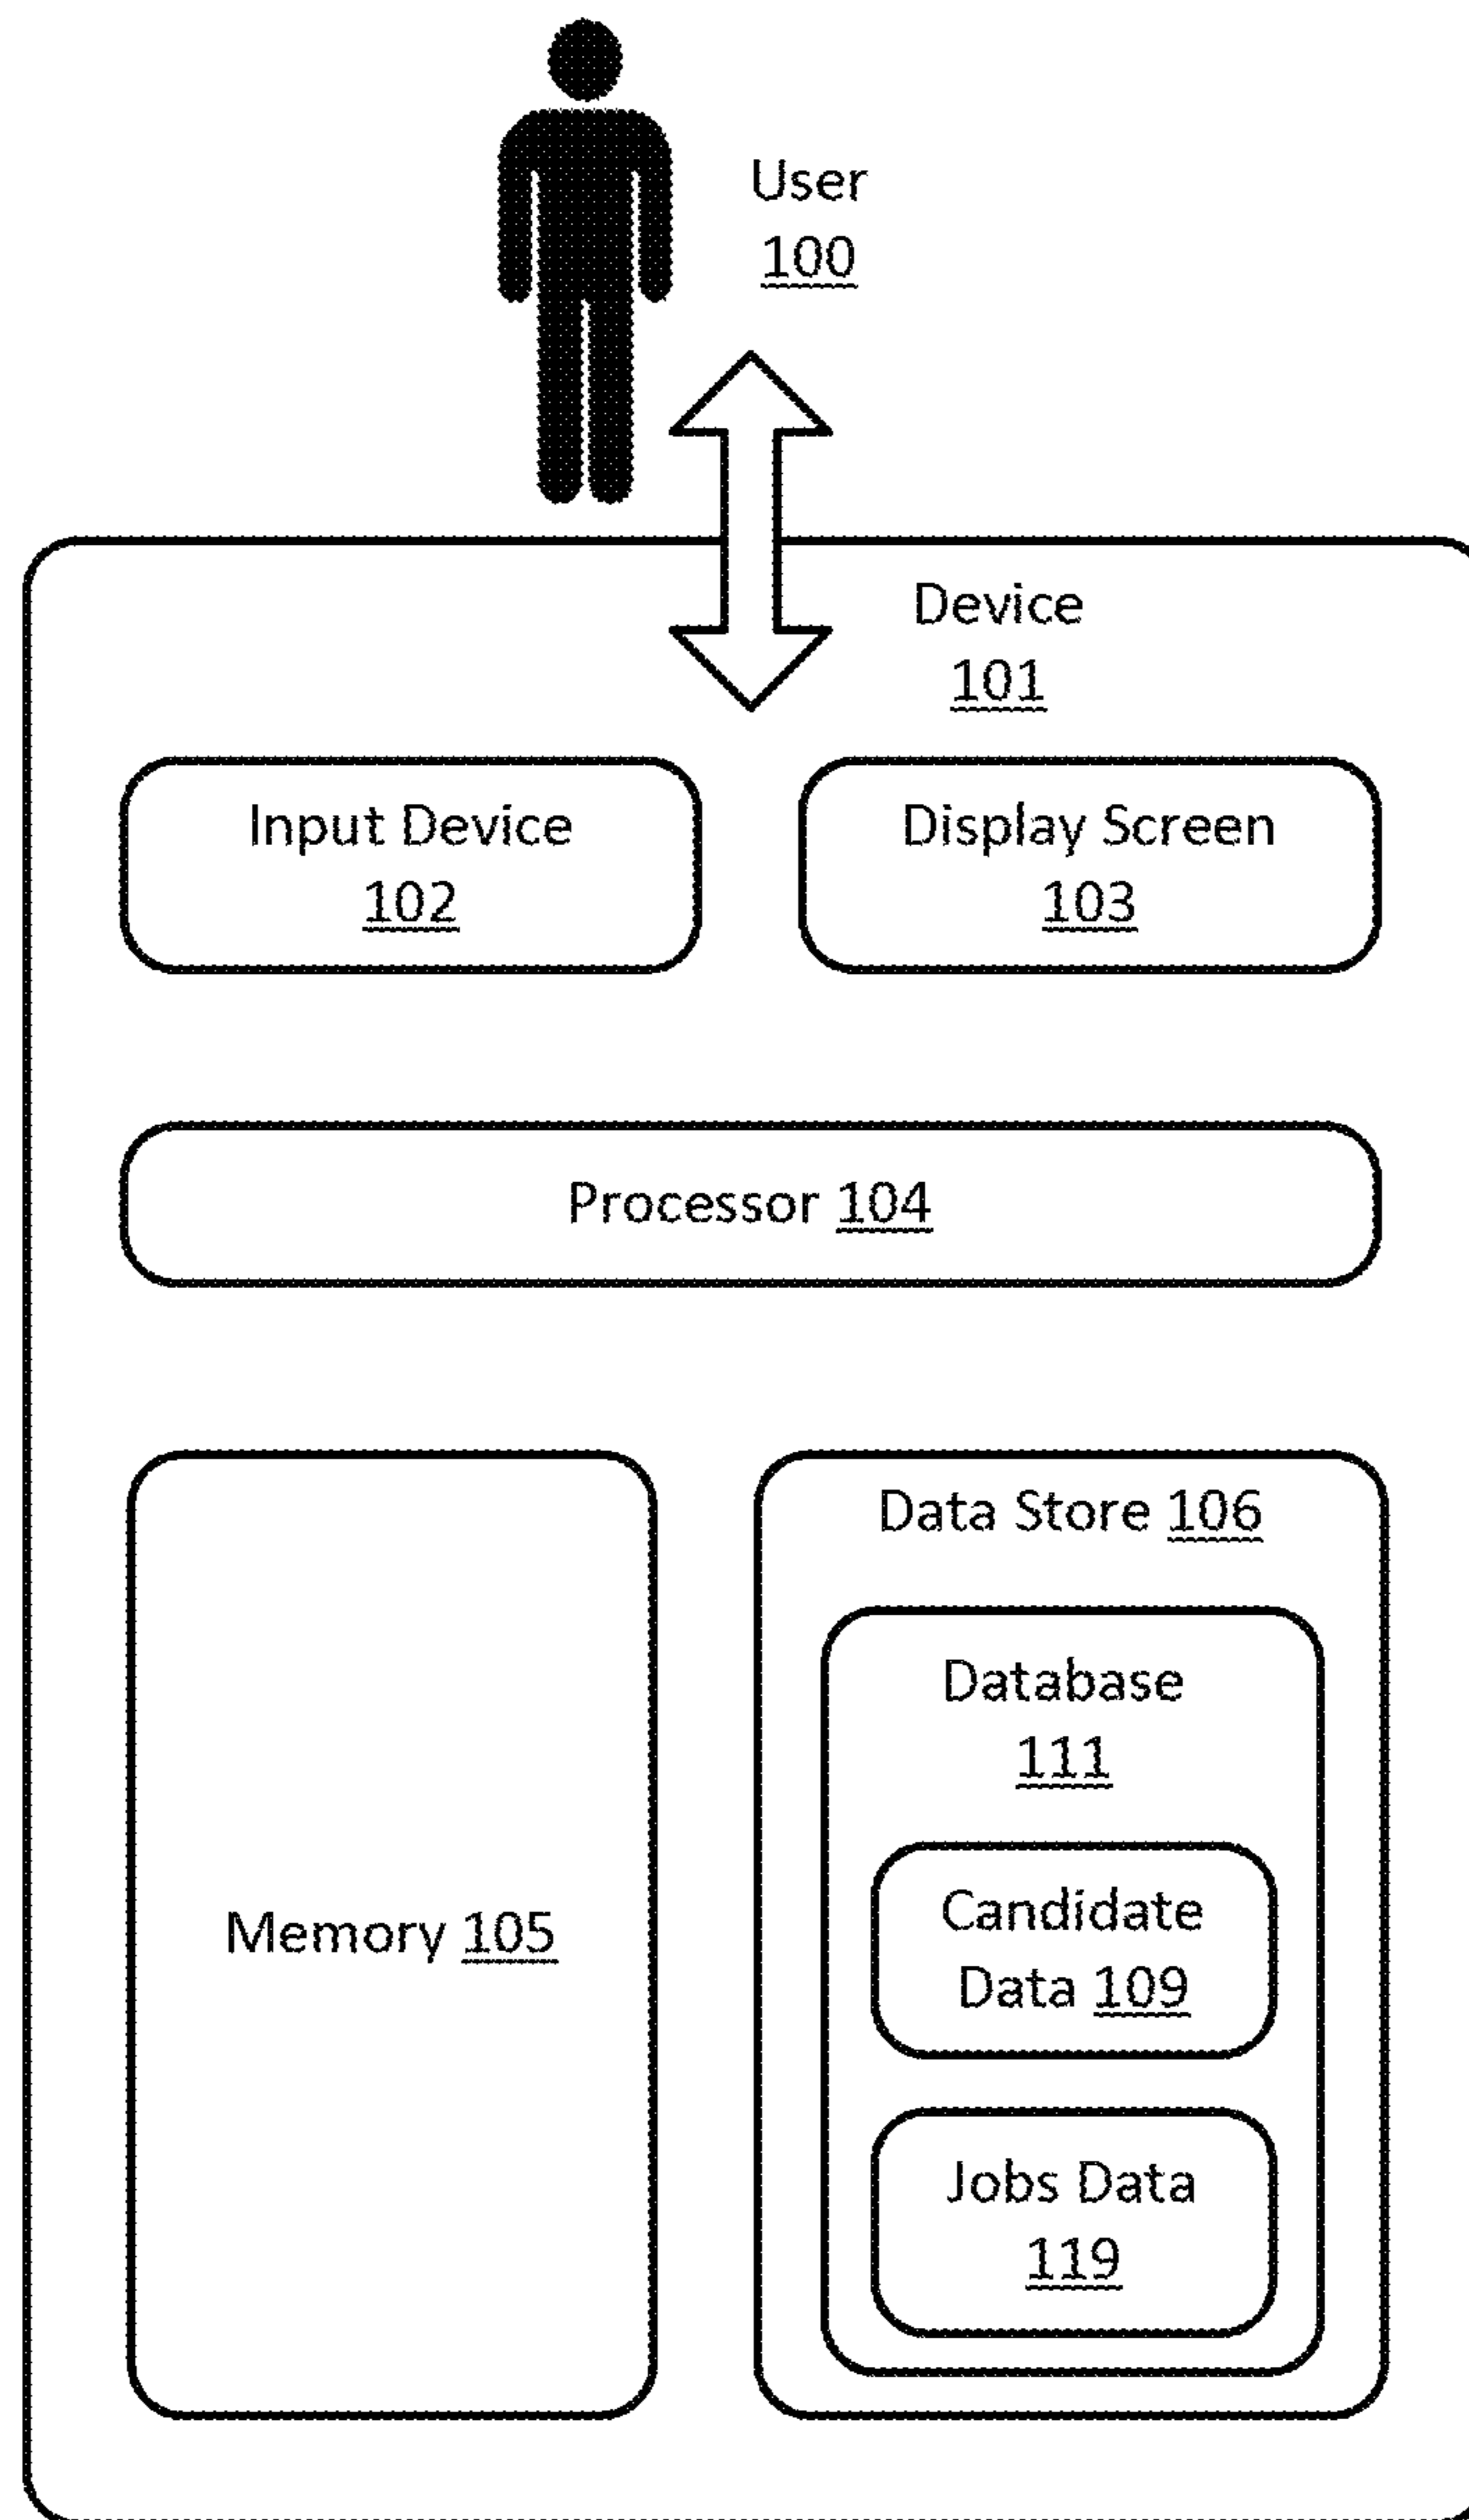 User
100
Device
101
Input Device
102
Display Screen
103
Processor 104
Memory 105
Data Store 106
Database
111
Candidate
Data 109
Jobs Data
119